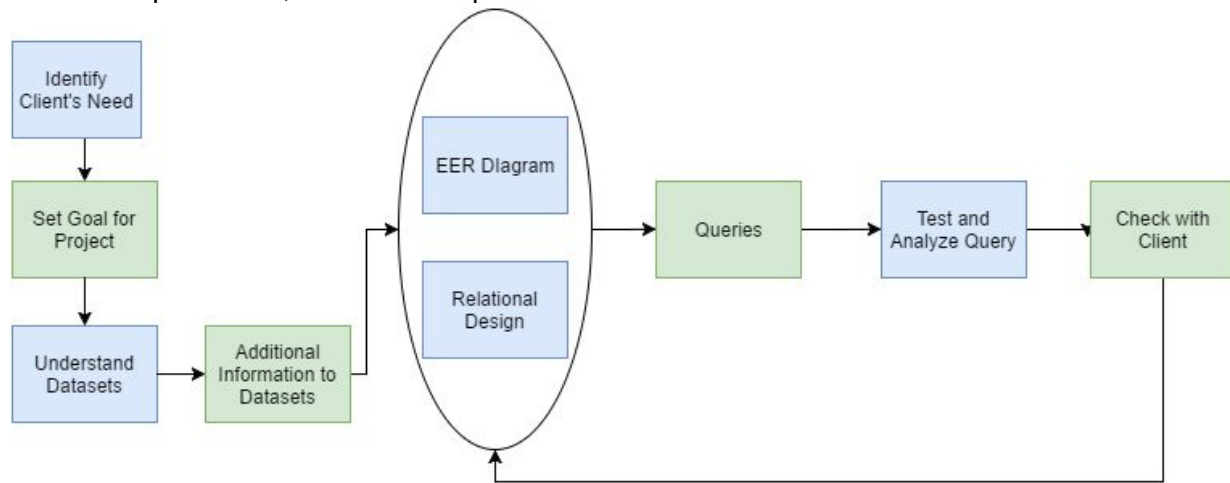 Identify
Client's Need
Set Goal for
Project
Understand
Datasets
Additional
Information to
Datasets
EER DIagram
Relational
Design
Queries
Test and
Analyze Query
Check with
Client